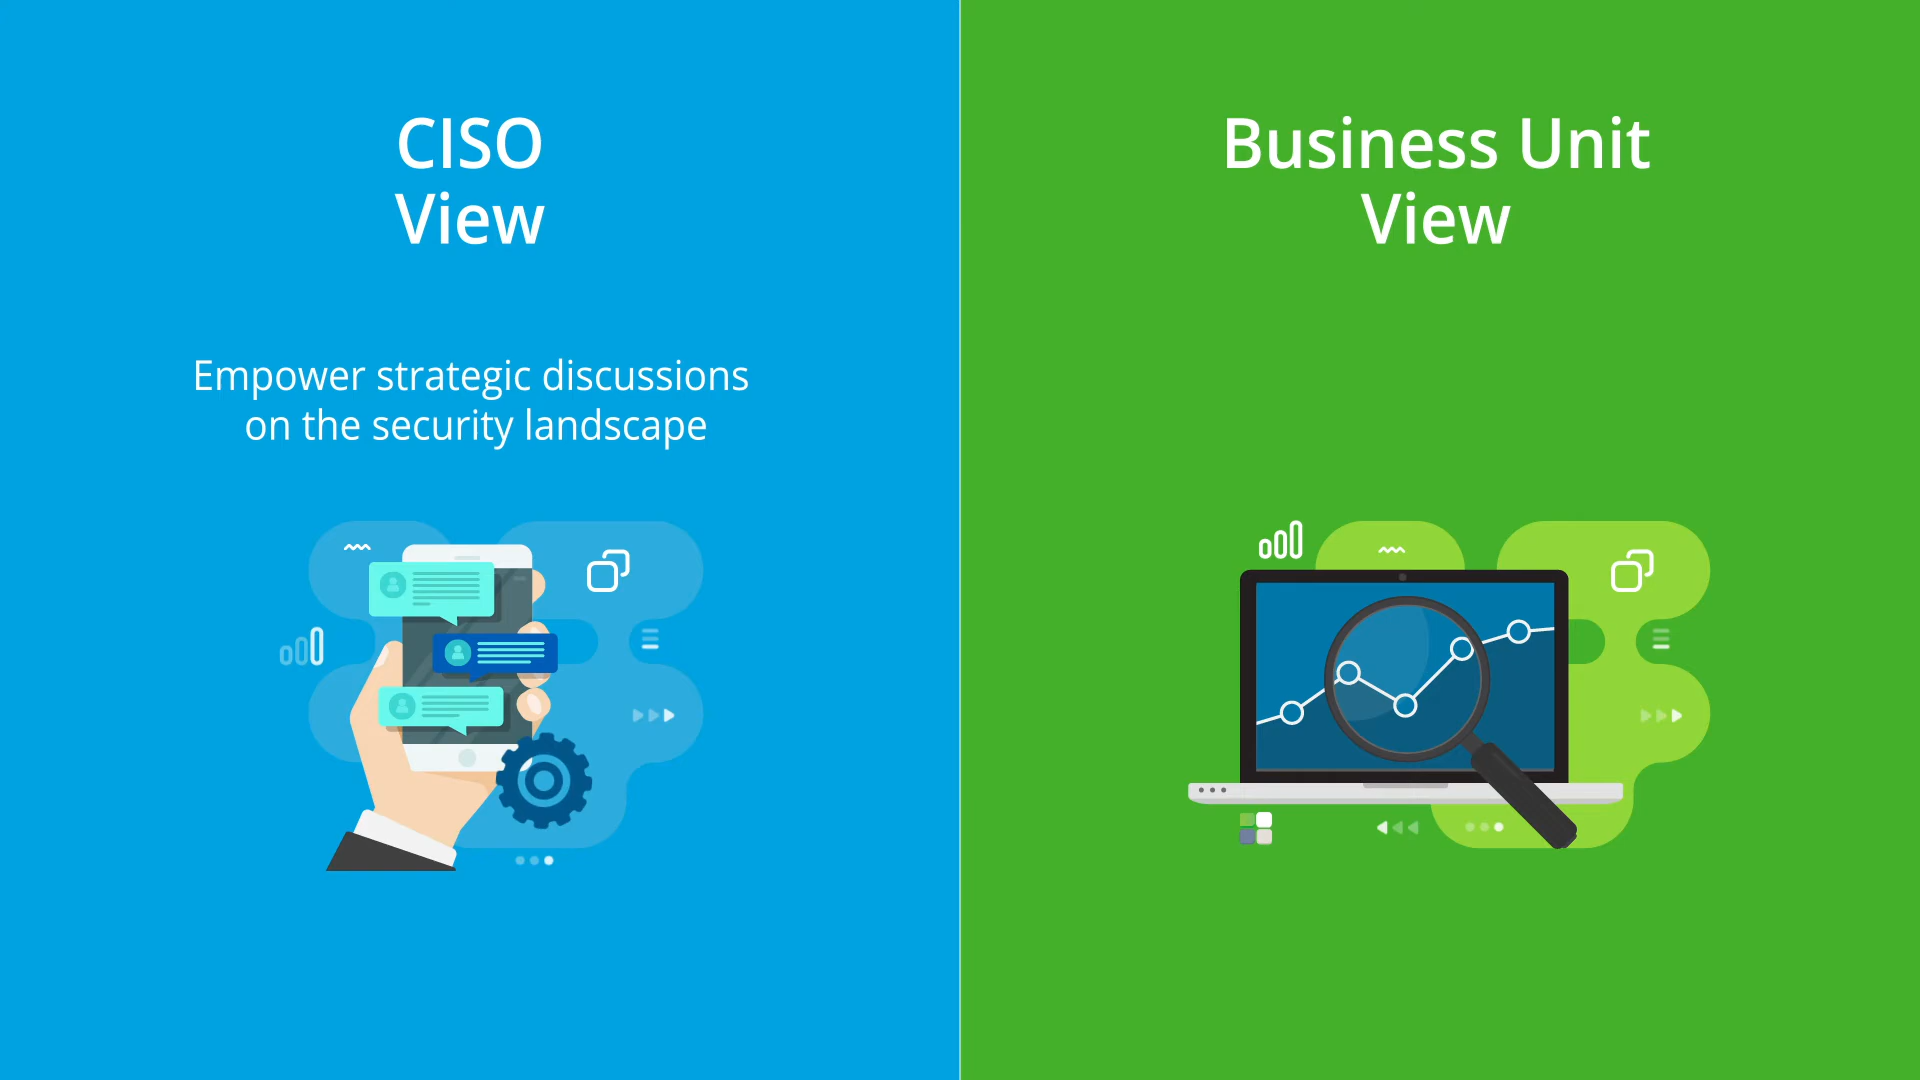 CISO
View
Empower strategic discussions
on the security landscape
Business Unit
View